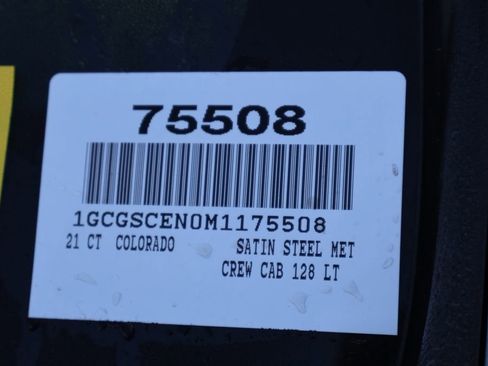 75508
1GCGSCEN0M1175508
21 CT COLORADO SATIN STEEL MET
CREW CAB 128 LT